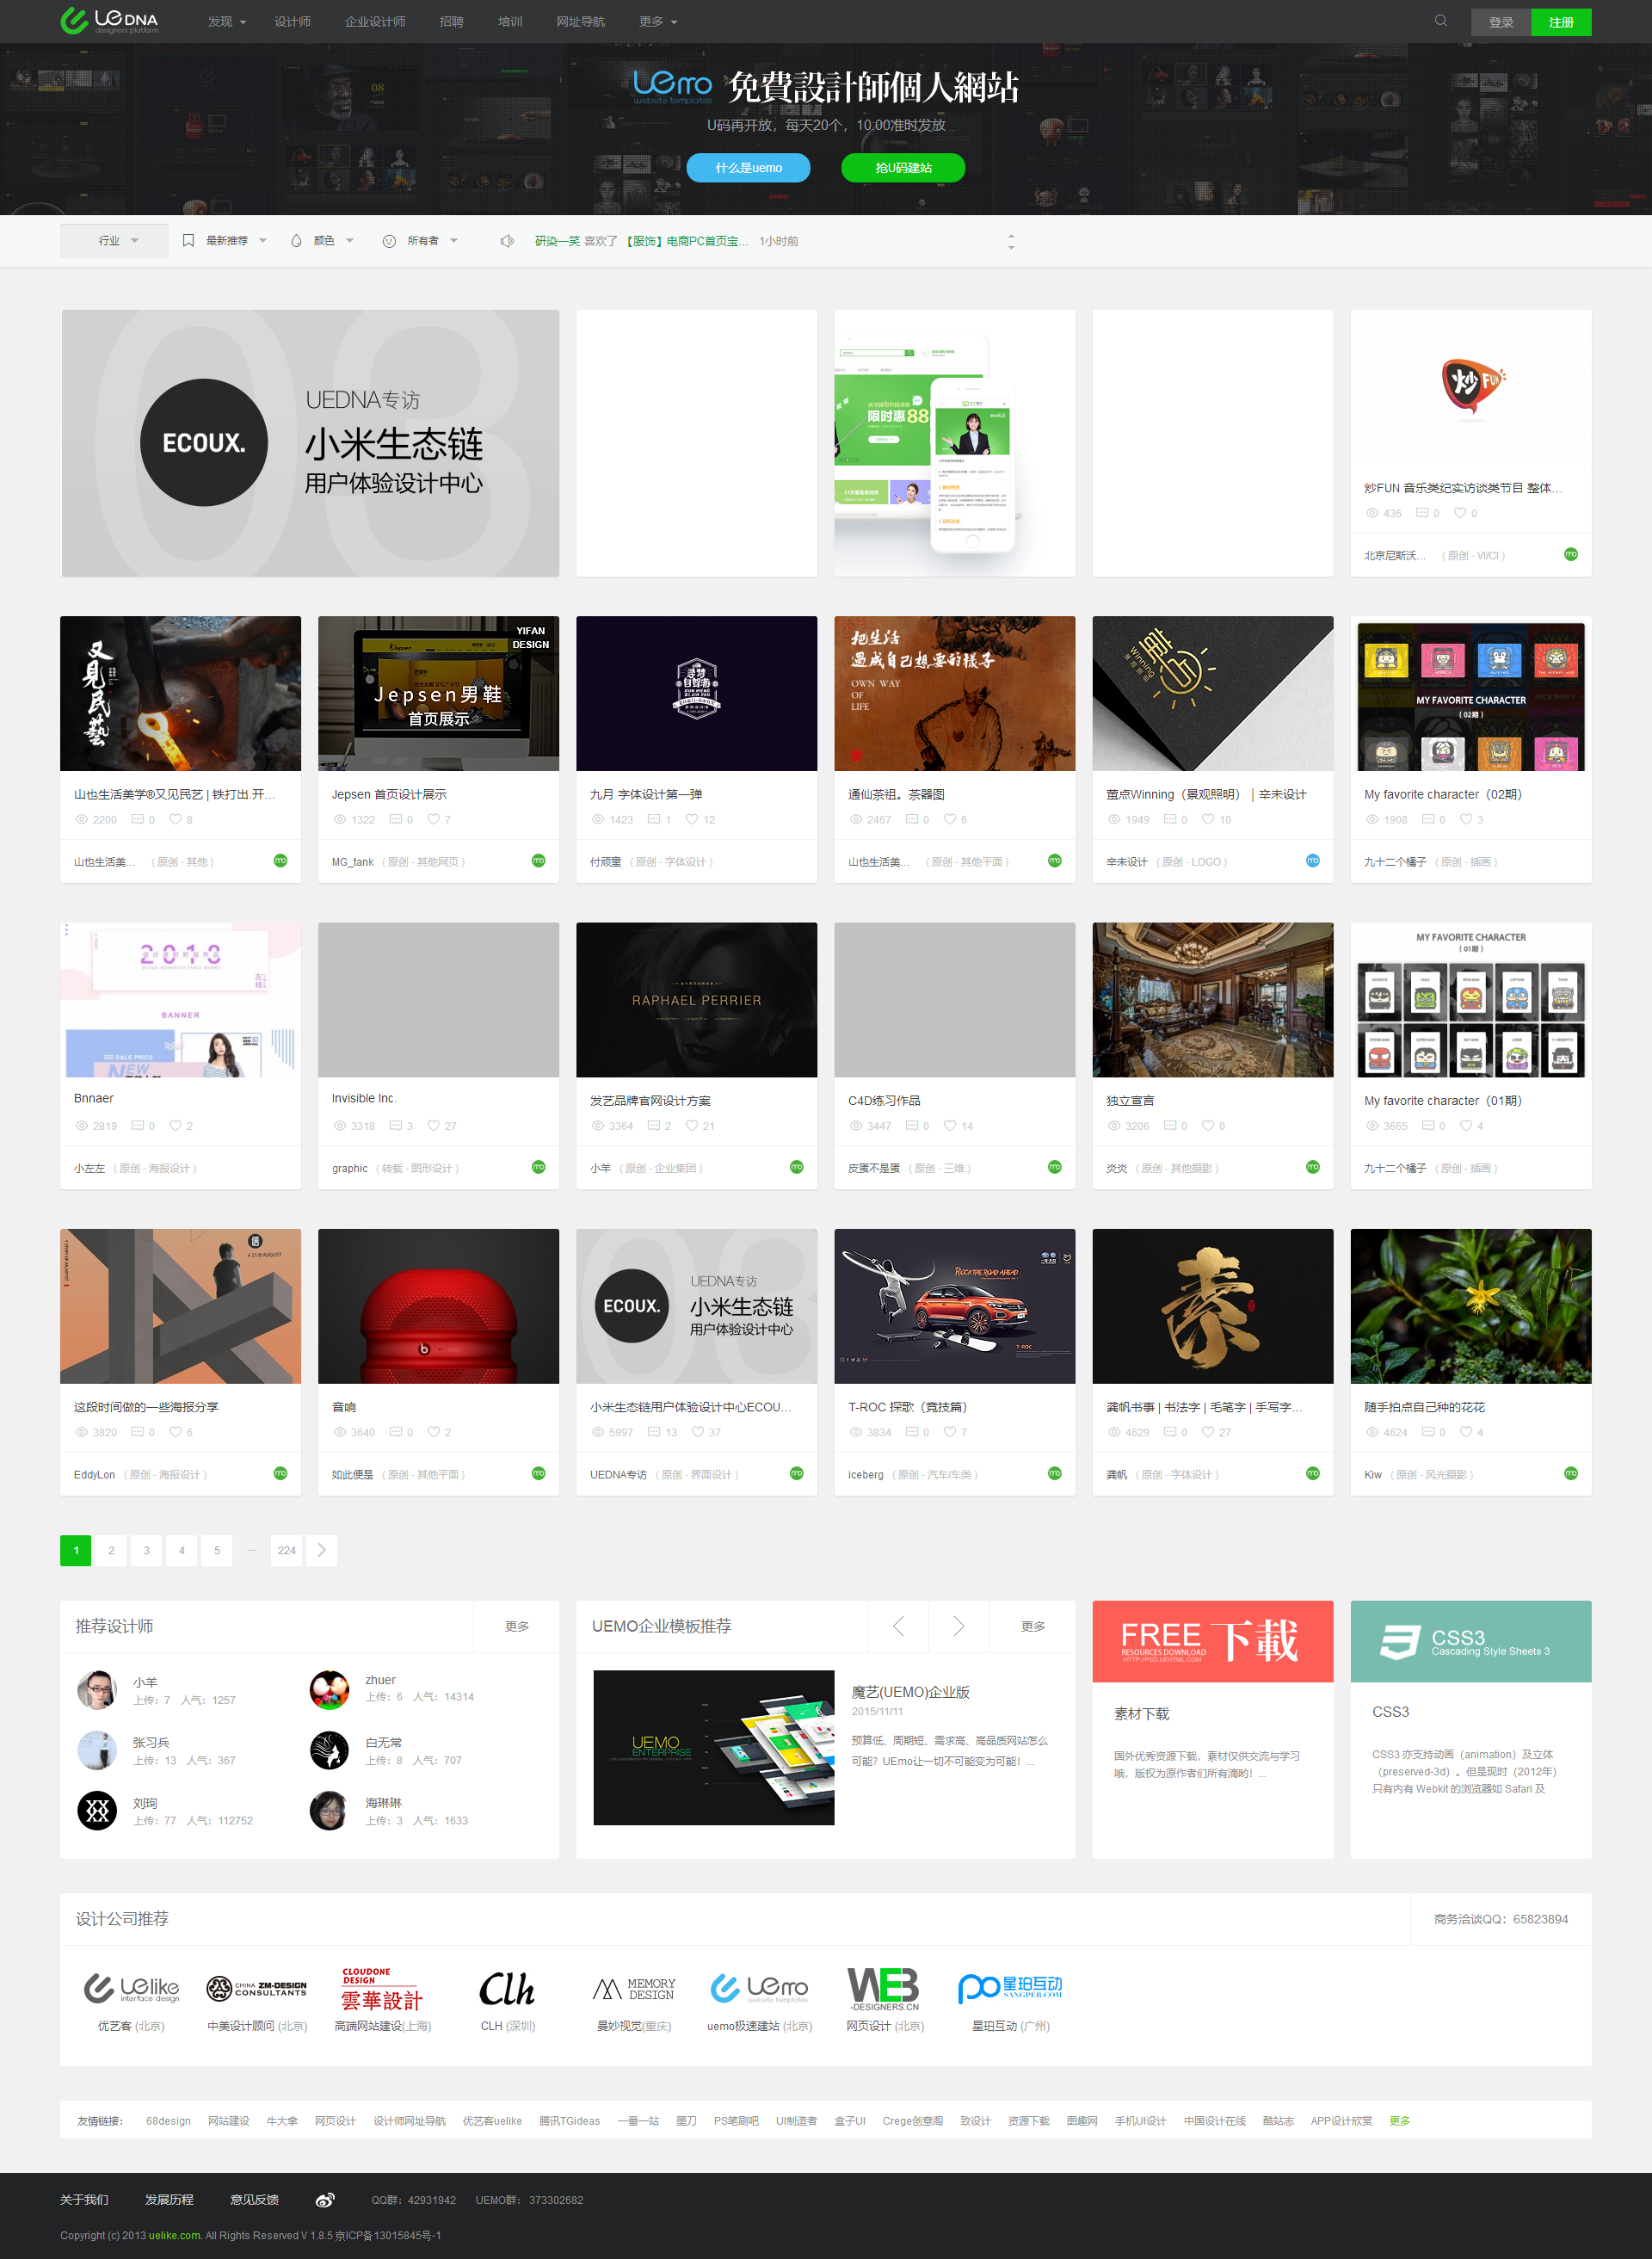 UEDNA
designers platform
发现 设计师 企业设计师 招聘 培训 网址导航 更多
登录 注册
uemo
website templates
免費設計師個人網站
U码再开放，每天20个，10:00准时发放
什么是uemo 抢U码建站
行业 最新推荐 颜色 所有者 研染一笑 喜欢了 【服饰】电商PC首页宝... 1小时前
ECOUX.
UEDNA专访
小米生态链
用户体验设计中心
限时惠88
炒FUN
炒FUN 音乐类纪实访谈类节目 整体...
436 0 0
北京尼斯沃... （原创 - VI/CI）
又見民藝
YIFAN
DESIGN
Jepsen男鞋
首页展示
把生活
過成自己想要的樣子
OWN WAY
OF
LIFE
Winning
MY FAVORITE CHARACTER
（02期）
山也生活美学®又见民艺 | 铁打出.开...
2200 0 8
山也生活美... （原创 - 其他）
Jepsen 首页设计展示
1322 0 7
MG_tank （原创 - 其他网页）
九月 字体设计第一弹
1423 1 12
付顽童 （原创 - 字体设计）
通仙茶祖。茶器图
2467 0 6
山也生活美... （原创 - 其他平面）
萤点Winning（景观照明）｜辛未设计
1949 0 10
辛未设计 （原创 - LOGO）
My favorite character（02期）
1908 0 3
九十二个橘子 （原创 - 插画）
2018
BANNER
SALE PRICE
NEW
RAPHAEL PERRIER
MY FAVORITE CHARACTER
（01期）
Bnnaer
2819 0 2
小左左 （原创 - 海报设计）
Invisible Inc.
3318 3 27
graphic （转载 - 图形设计）
发艺品牌官网设计方案
3364 2 21
小羊 （原创 - 企业集团）
C4D练习作品
3447 0 14
皮蛋不是蛋 （原创 - 三维）
独立宣言
3206 0 0
炎炎 （原创 - 其他摄影）
My favorite character（01期）
3665 0 4
九十二个橘子 （原创 - 插画）
ECOUX.
UEDNA专访
小米生态链
用户体验设计中心
ROCK THE ROAD AHEAD
T-ROC
这段时间做的一些海报分享
3820 0 6
EddyLon （原创 - 海报设计）
音响
3640 0 2
如此便是 （原创 - 其他平面）
小米生态链用户体验设计中心ECOU...
5997 13 37
UEDNA专访 （原创 - 界面设计）
T-ROC 探歌（竞技篇）
3834 0 7
iceberg （原创 - 汽车/车类）
龚帆书事 | 书法字 | 毛笔字 | 手写字...
4629 0 27
龚帆 （原创 - 字体设计）
随手拍点自己种的花花
4624 0 4
Kiw （原创 - 风光摄影）
1 2 3 4 5 ... 224
推荐设计师 更多
小羊
上传：7 人气：1257
zhuer
上传：6 人气：14314
张习兵
上传：13 人气：367
白无常
上传：8 人气：707
刘珣
上传：77 人气：112752
海琳琳
上传：3 人气：1633
UEMO企业模板推荐 更多
UEMO
ENTERPRISE
魔艺(UEMO)企业版
2015/11/11
预算低、周期短、需求高、高品质网站怎么
可能？UEmo让一切不可能变为可能！...
FREE 下載
RESOURCES DOWNLOAD
HTTP://PSD.UEHTML.COM
素材下载
国外优秀资源下载，素材仅供交流与学习
哦，版权为原作者们所有滴哟！...
CSS3
Cascading Style Sheets 3
CSS3
CSS3 亦支持动画（animation）及立体
（preserved-3d）。但是现时（2012年）
只有内有 Webkit 的浏览器如 Safari 及
设计公司推荐 商务洽谈QQ：65823894
uelike
interface design
CHINA ZM-DESIGN
CONSULTANTS
CLOUDONE
DESIGN
雲華設計
Clh
MEMORY
DESIGN
uemo
website templates
WEB
-DESIGNERS.CN
星珀互动
SANGPER.COM
优艺客 (北京) 中美设计顾问 (北京) 高端网站建设(上海) CLH (深圳) 曼妙视觉(重庆) uemo极速建站 (北京) 网页设计 (北京) 星珀互动 (广州)
友情链接： 68design 网站建设 牛大拿 网页设计 设计师网址导航 优艺客uelike 腾讯TGideas 一番一站 墨刀 PS笔刷吧 UI制造者 盒子UI Crege创意阁 致设计 资源下载 图趣网 手机UI设计 中国设计在线 酷站志 APP设计欣赏 更多
关于我们 发展历程 意见反馈 QQ群：42931942 UEMO群：373302682
Copyright (c) 2013 uelike.com. All Rights Reserved V 1.8.5 京ICP备13015845号-1